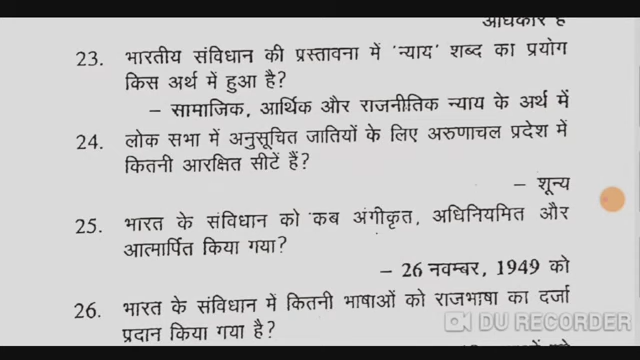 अधिकार है
23. भारतीय संविधान की प्रस्तावना में 'न्याय' शब्द का प्रयोग
किस अर्थ में हुआ है?
– सामाजिक, आर्थिक और राजनीतिक न्याय के अर्थ में
24. लोक सभा में अनुसूचित जातियों के लिए अरुणाचल प्रदेश में
कितनी आरक्षित सीटें हैं?
– शून्य
25. भारत के संविधान को कब अंगीकृत, अधिनियमित और
आत्मार्पित किया गया?
– 26 नवम्बर, 1949 को
26. भारत के संविधान में कितनी भाषाओं को राजभाषा का दर्जा
प्रदान किया गया है?
DU RECORDER